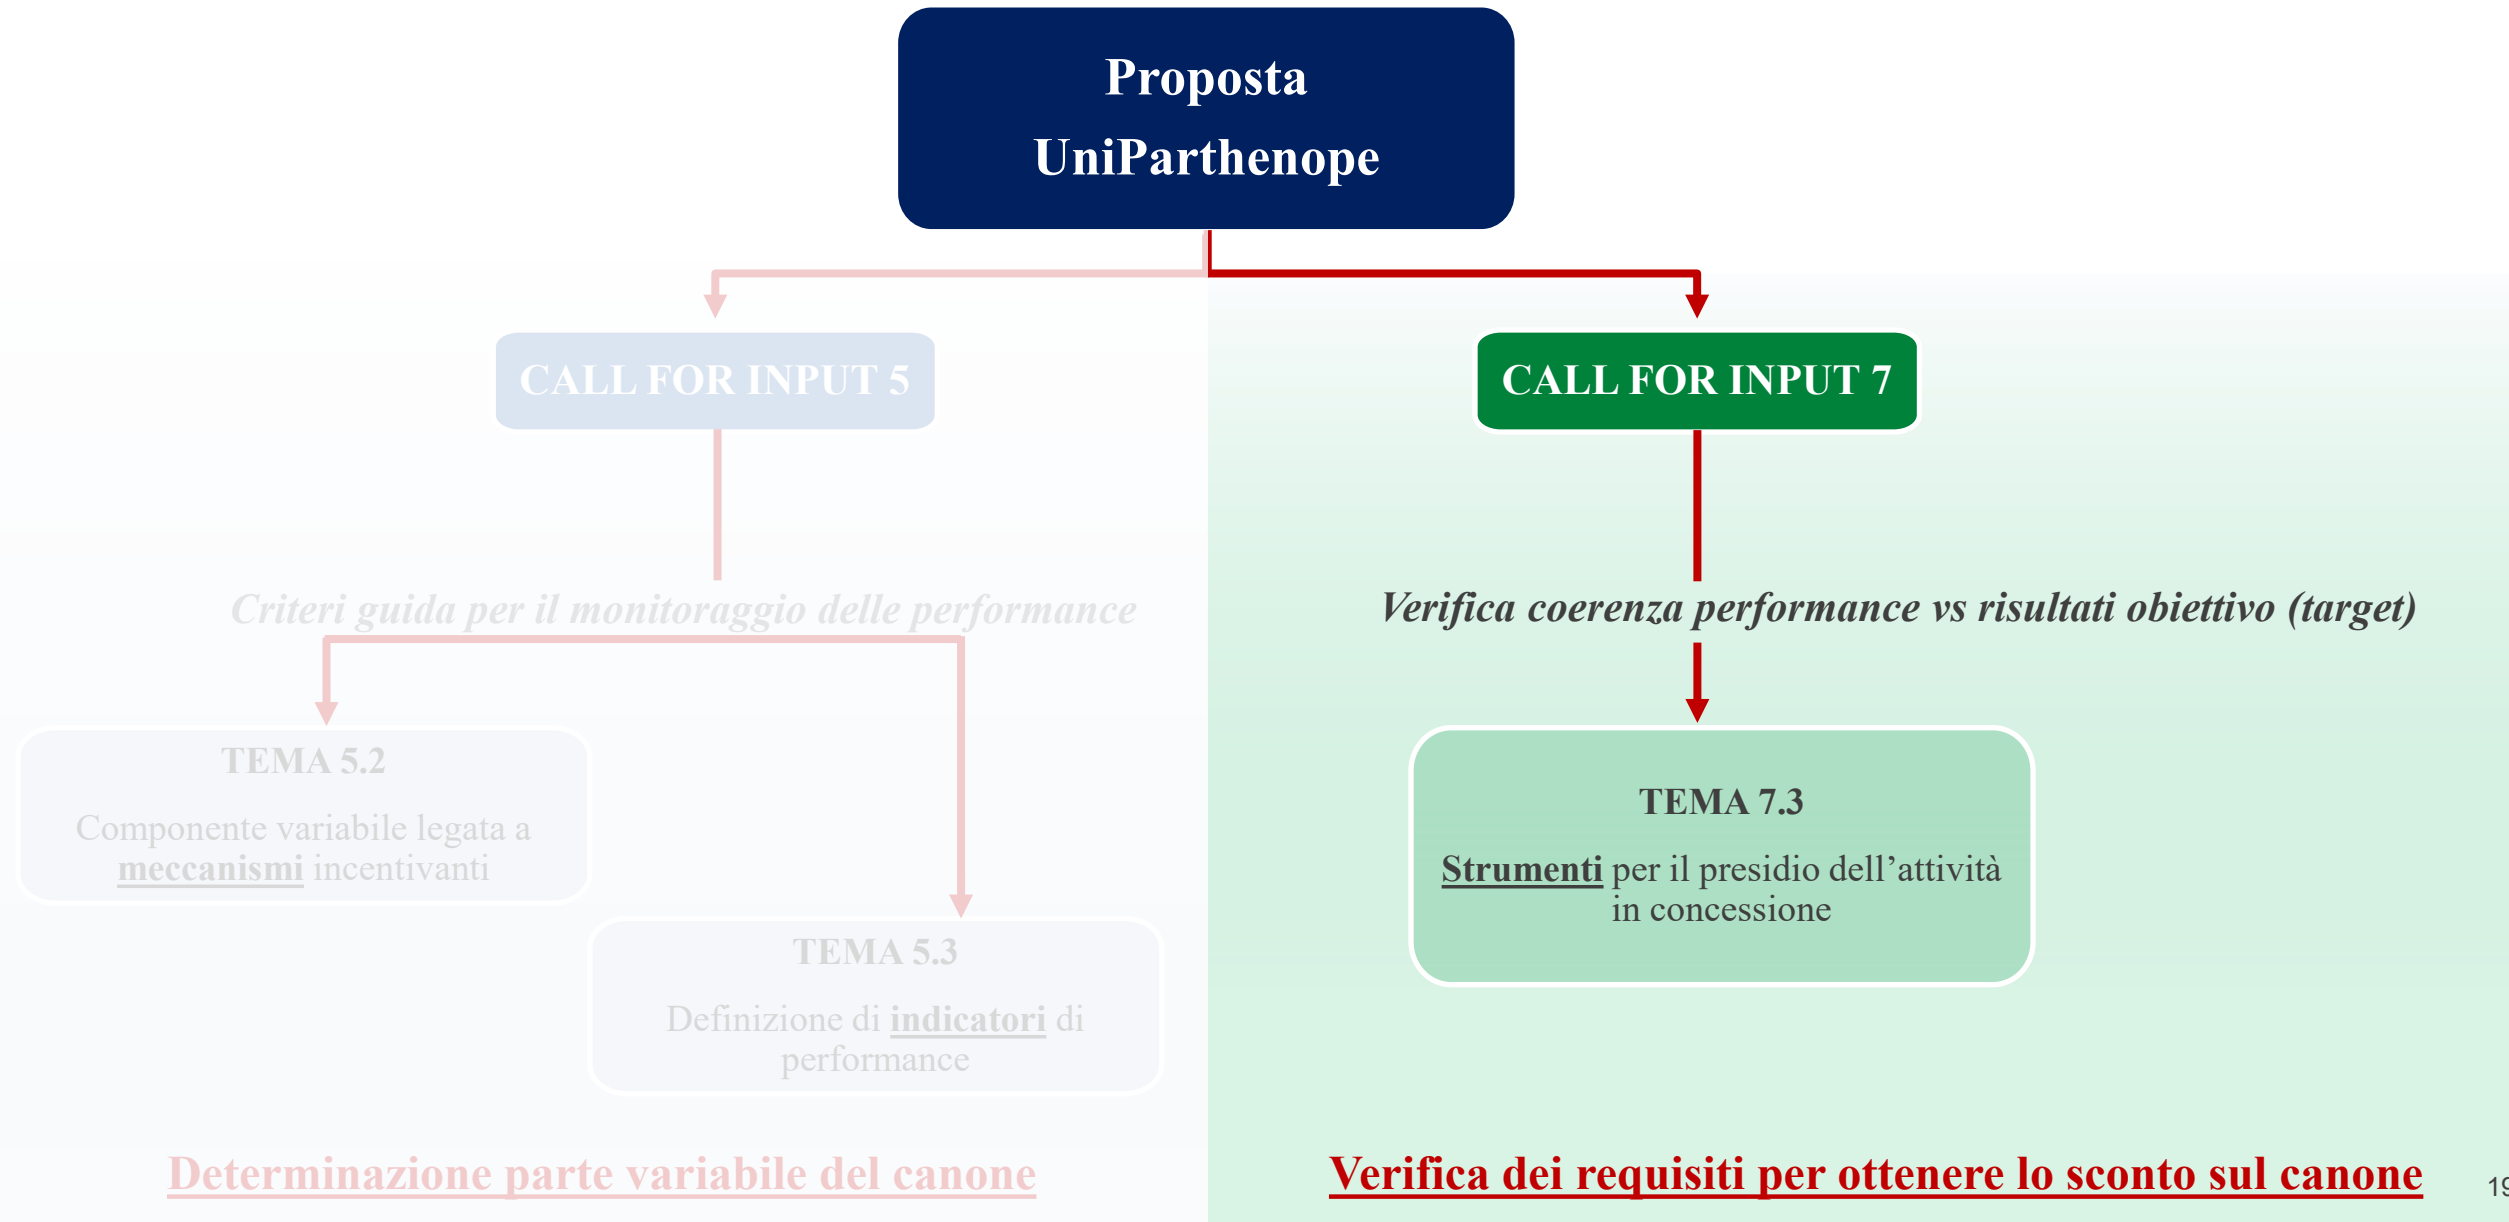 Proposta
UniParthenope
CALL FOR INPUT 5
CALL FOR INPUT 7
Criteri guida per il monitoraggio delle performance
Verifica coerenza performance vs risultati obiettivo (target)
TEMA 5.2
Componente variabile legata a
meccanismi incentivanti
TEMA 5.3
Definizione di indicatori di
performance
TEMA 7.3
Strumenti per il presidio dell’attività
in concessione
Determinazione parte variabile del canone
Verifica dei requisiti per ottenere lo sconto sul canone
19